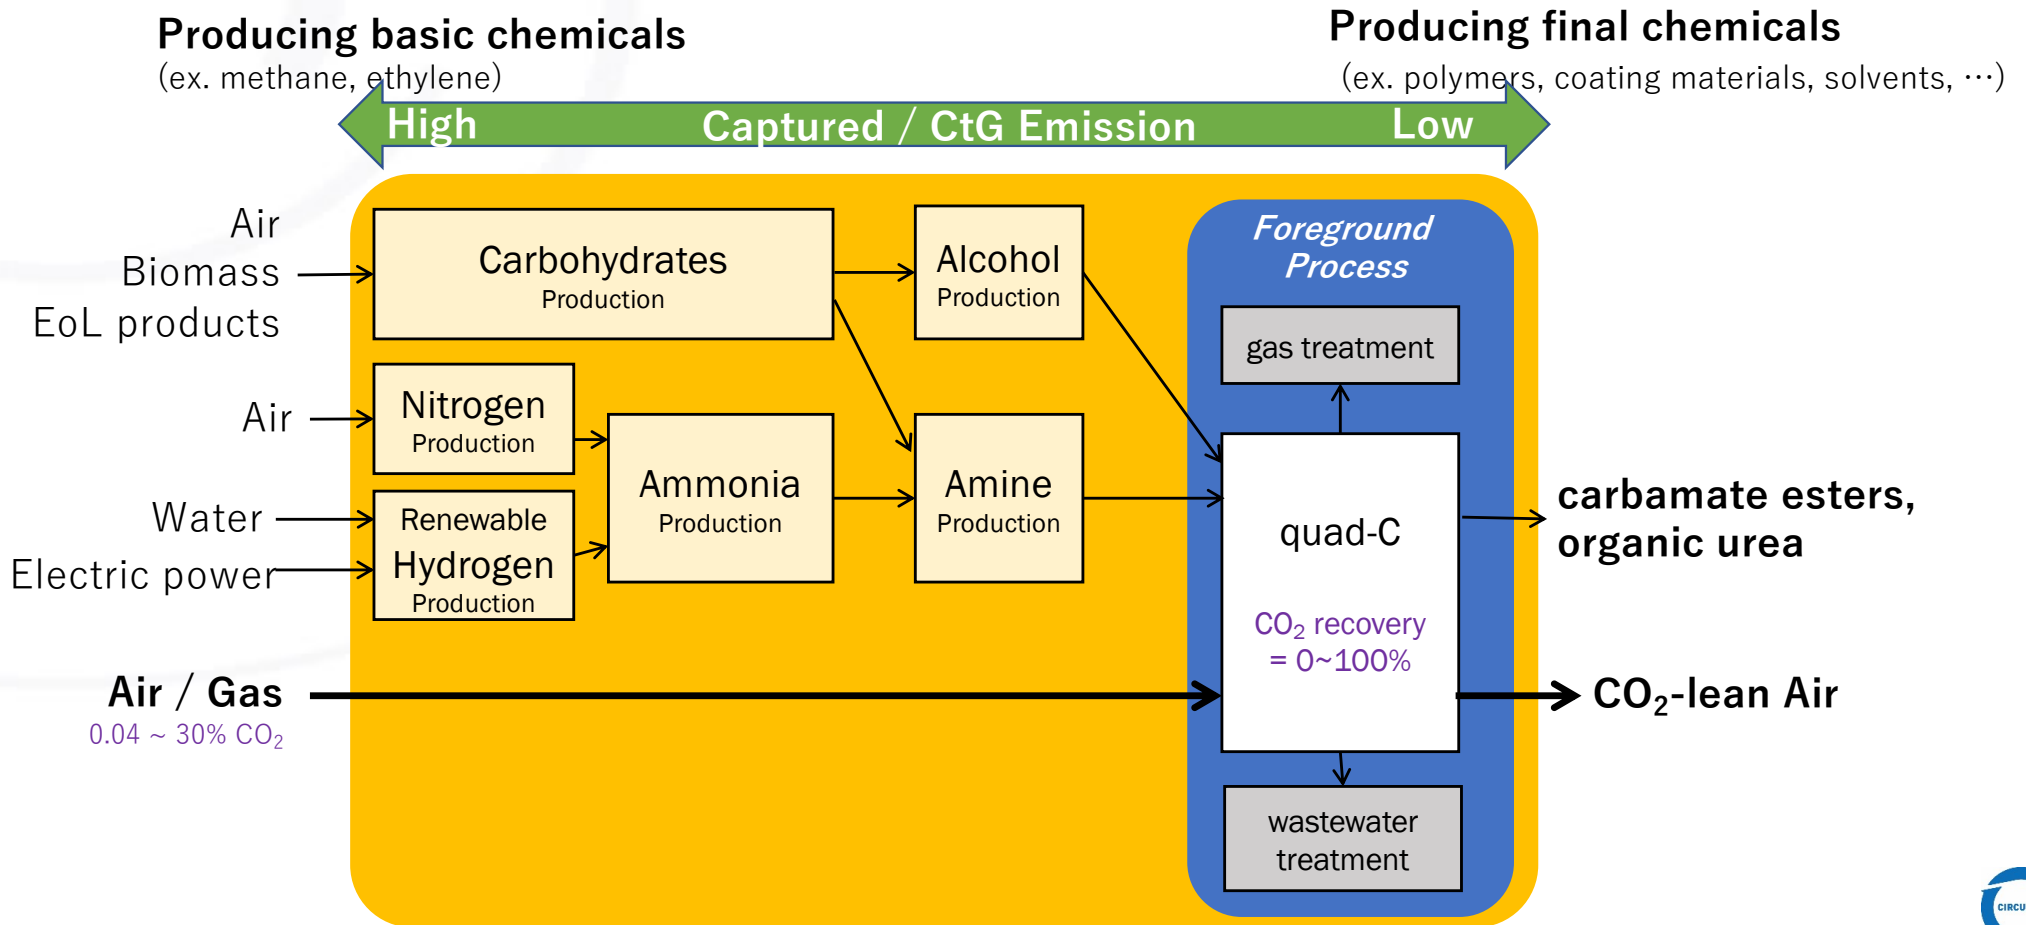 Producing basic chemicals
(ex. methane, ethylene)
Producing final chemicals
(ex. polymers, coating materials, solvents, …)
High
Captured / CtG Emission
Low
Air
Biomass
EoL products
Carbohydrates
Production
Alcohol
Production
Foreground
Process
gas treatment
Air
Nitrogen
Production
Ammonia
Production
Amine
Production
Water
Electric power
Renewable
Hydrogen
Production
quad-C
CO₂ recovery
= 0~100%
carbamate esters,
organic urea
Air / Gas
0.04 ~ 30% CO₂
CO₂-lean Air
wastewater
treatment